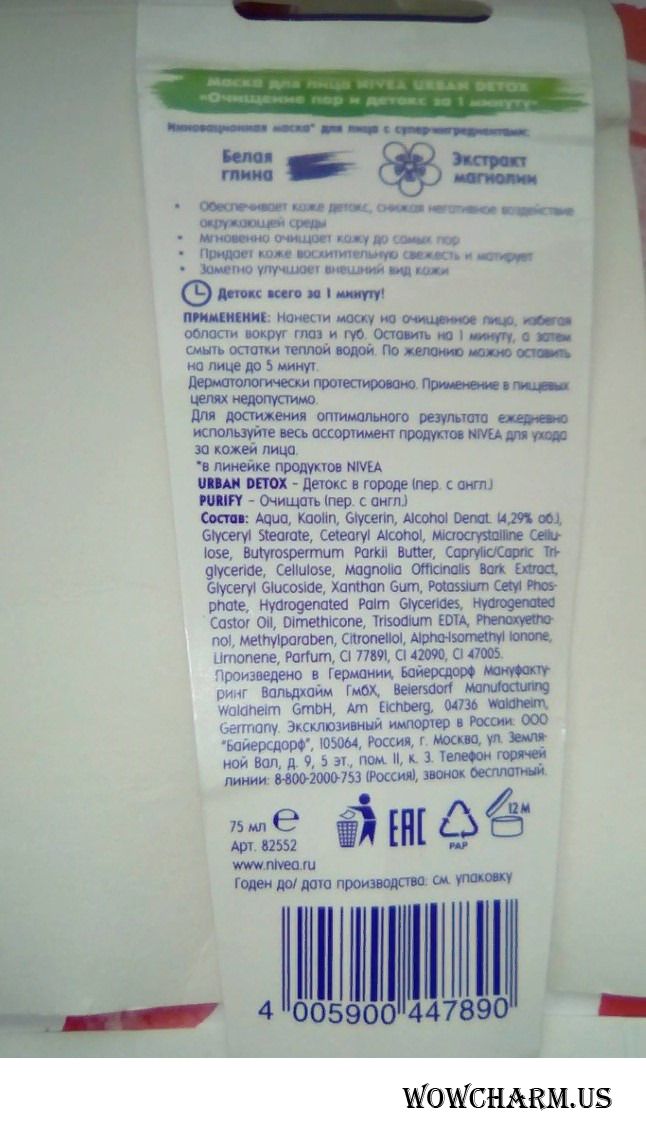 Маска для лица NIVEA URBAN DETOX
«Очищение пор и детокс за 1 минуту»
Инновационная маска* для лица с супер-ингредиентами:
Белая глина
Экстракт магнолии
• Обеспечивает коже детокс, снижая негативное воздействие
окружающей среды
• Мгновенно очищает кожу до самых пор
• Придает коже восхитительную свежесть и матирует
• Заметно улучшает внешний вид кожи
Детокс всего за 1 минуту!
ПРИМЕНЕНИЕ: Нанести маску на очищенное лицо, избегая
области вокруг глаз и губ. Оставить на 1 минуту, а затем
смыть остатки теплой водой. По желанию можно оставить
на лице до 5 минут.
Дерматологически протестировано. Применение в пищевых
целях недопустимо.
Для достижения оптимального результата ежедневно
используйте весь ассортимент продуктов NIVEA для ухода
за кожей лица.
*в линейке продуктов NIVEA
URBAN DETOX - Детокс в городе (пер. с англ.)
PURIFY - Очищать (пер. с англ.)
Состав: Aqua, Kaolin, Glycerin, Alcohol Denat. (4,29% об.),
Glyceryl Stearate, Cetearyl Alcohol, Microcrystalline Cellu-
lose, Butyrospermum Parkii Butter, Caprylic/Capric Tri-
glyceride, Cellulose, Magnolia Officinalis Bark Extract,
Glyceryl Glucoside, Xanthan Gum, Potassium Cetyl Phos-
phate, Hydrogenated Palm Glycerides, Hydrogenated
Castor Oil, Dimethicone, Trisodium EDTA, Phenoxyetha-
nol, Methylparaben, Citronellol, Alpha-Isomethyl Ionone,
Limonene, Parfum, CI 77891, CI 42090, CI 47005.
Произведено в Германии, Байерсдорф Мануфакту-
ринг Вальдхайм ГмбХ, Beiersdorf Manufacturing
Waldheim GmbH, Am Eichberg, 04736 Waldheim,
Germany. Эксклюзивный импортер в России: ООО
"Байерсдорф", 105064, Россия, г. Москва, ул. Земля-
ной Вал, д. 9, 5 эт., пом. II, к. 3. Телефон горячей
линии: 8-800-2000-753 (Россия), звонок бесплатный.
75 мл e
EAC
PAP
12 M
Арт. 82552
www.nivea.ru
Годен до/ дата производства: см. упаковку
4 005900 447890
WOWCHARM.US